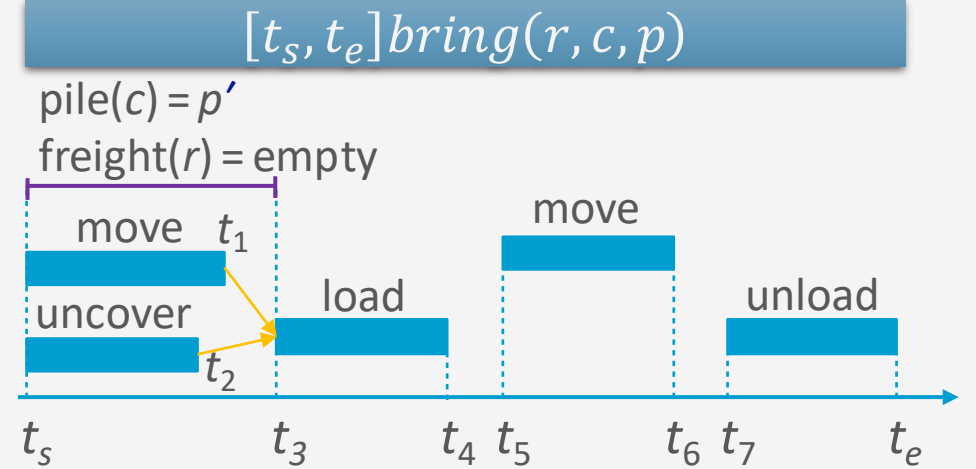 [tₛ, tₑ]bring(r, c, p)
pile(c) = p′
freight(r) = empty
move t₁
move
uncover
t₂
load
unload
tₛ t₃ t₄ t₅ t₆ t₇ tₑ